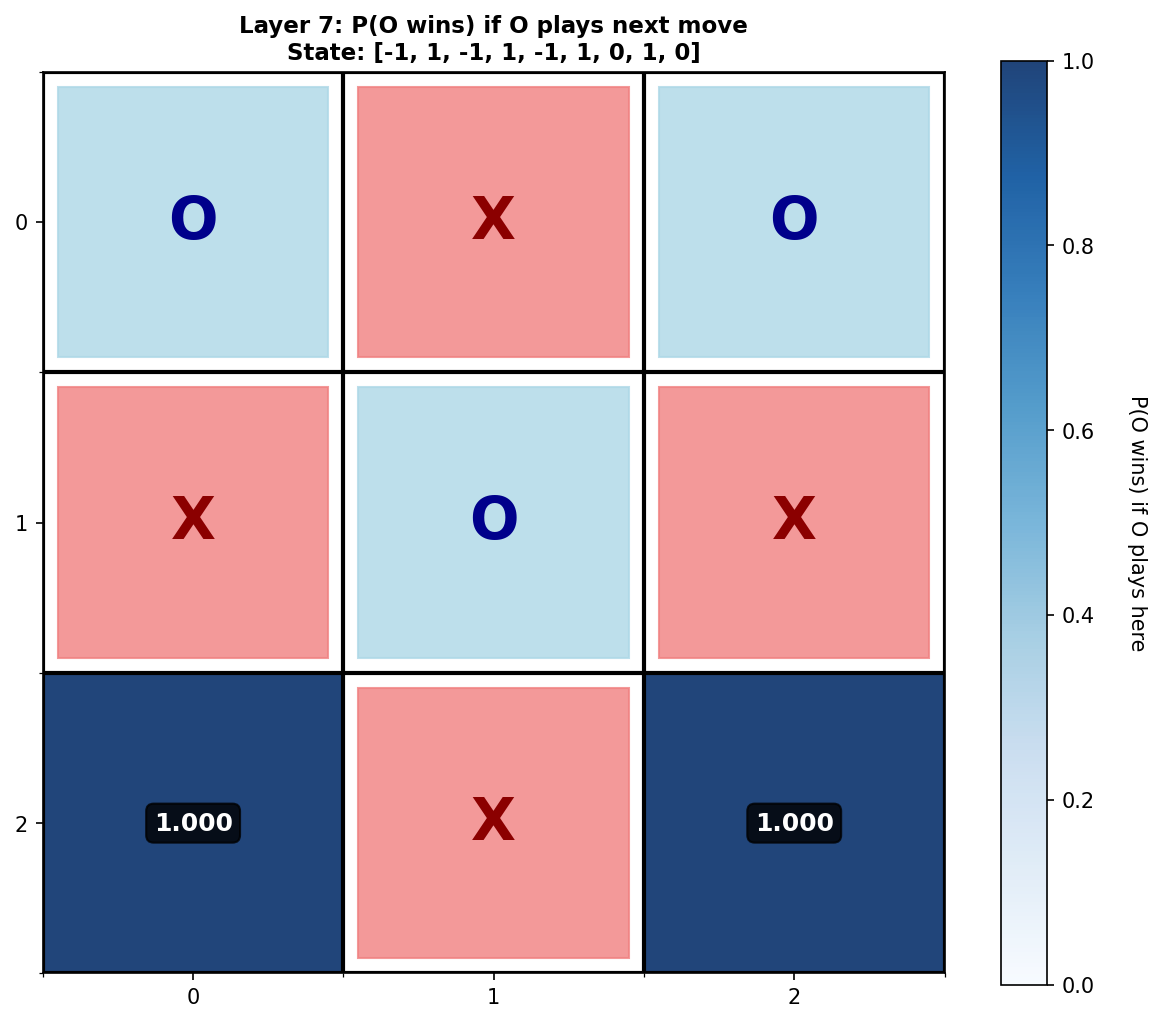 Layer 7: P(O wins) if O plays next move
State: [-1, 1, -1, 1, -1, 1, 0, 1, 0]
0
O
X
O
1
X
O
X
2
1.000
X
1.000
0
1
2
1.0
0.8
0.6
0.4
0.2
0.0
P(O wins) if O plays here